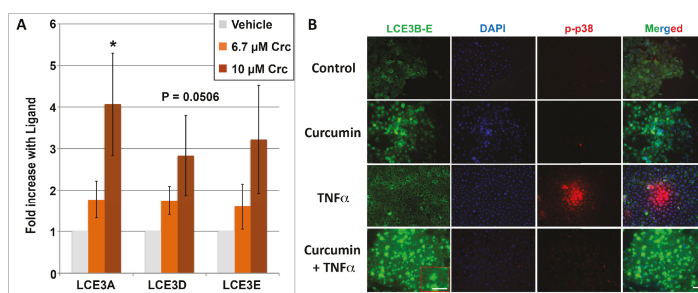 A
Fold increase with Ligand
7
6
5
4
3
2
1
0
Vehicle
6.7 µM Crc
10 µM Crc
*
P = 0.0506
LCE3A
LCE3D
LCE3E
B
LCE3B-E
DAPI
p-p38
Merged
Control
Curcumin
TNFα
Curcumin
+ TNFα